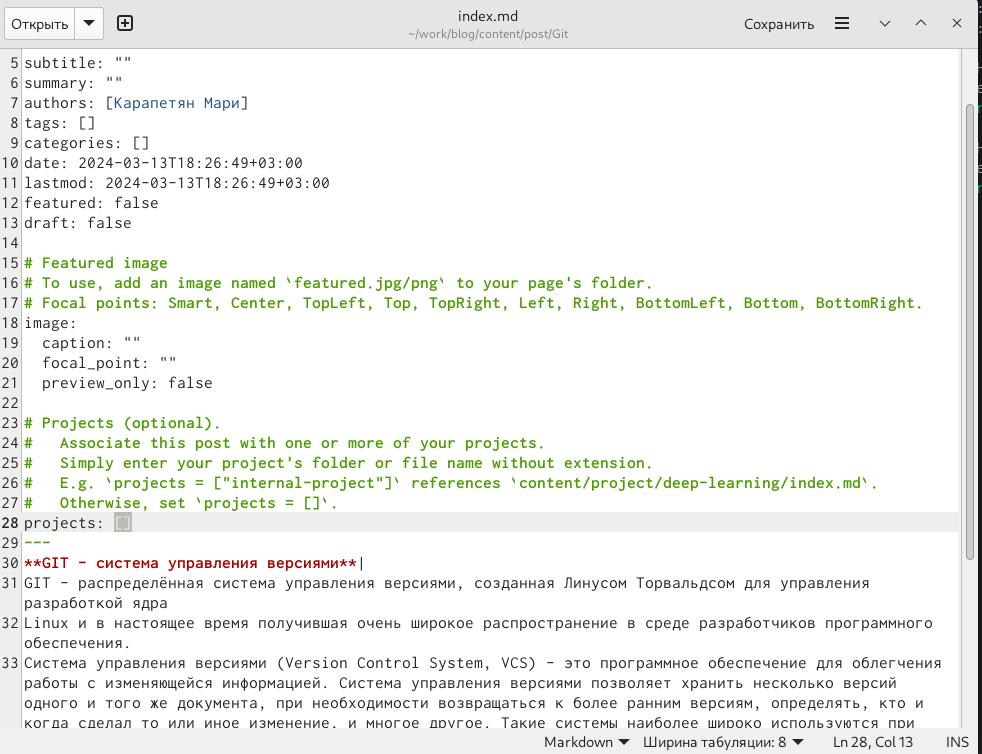 Открыть
index.md
~/work/blog/content/post/Git
Сохранить
5 subtitle: ""
6 summary: ""
7 authors: [Карапетян Мари]
8 tags: []
9 categories: []
10 date: 2024-03-13T18:26:49+03:00
11 lastmod: 2024-03-13T18:26:49+03:00
12 featured: false
13 draft: false
14
15 # Featured image
16 # To use, add an image named `featured.jpg/png` to your page's folder.
17 # Focal points: Smart, Center, TopLeft, Top, TopRight, Left, Right, BottomLeft, Bottom, BottomRight.
18 image:
19   caption: ""
20   focal_point: ""
21   preview_only: false
22
23 # Projects (optional).
24 #   Associate this post with one or more of your projects.
25 #   Simply enter your project's folder or file name without extension.
26 #   E.g. `projects = ["internal-project"]` references `content/project/deep-learning/index.md`.
27 #   Otherwise, set `projects = []`.
28 projects: []
29 ---
30 **GIT - система управления версиями**|
31 GIT - распределённая система управления версиями, созданная Линусом Торвальдсом для управления
разработкой ядра
32 Linux и в настоящее время получившая очень широкое распространение в среде разработчиков программного
обеспечения.
33 Система управления версиями (Version Control System, VCS) - это программное обеспечение для облегчения
работы с изменяющейся информацией. Система управления версиями позволяет хранить несколько версий
одного и того же документа, при необходимости возвращаться к более ранним версиям, определять, кто и
когда сделал то или иное изменение, и многое другое. Такие системы наиболее широко используются при
Markdown
Ширина табуляции: 8
Ln 28, Col 13
INS